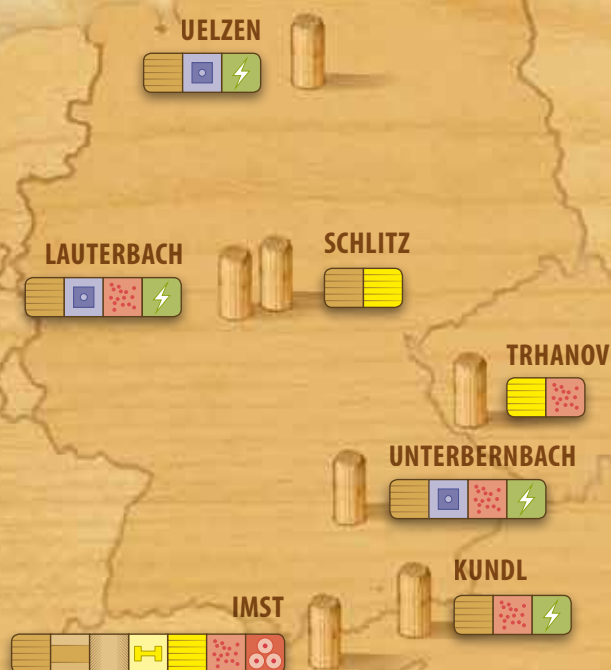 UELZEN
LAUTERBACH
SCHLITZ
TRHANOV
UNTERBERNBACH
KUNDL
IMST